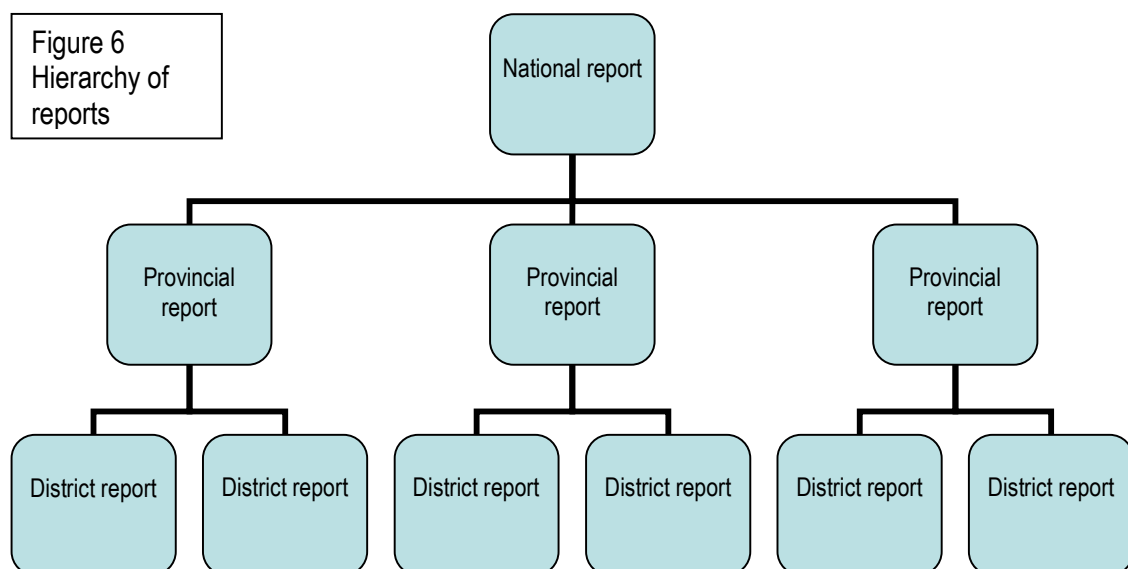 Figure 6
Hierarchy of
reports
National report
Provincial
report
Provincial
report
Provincial
report
District report
District report
District report
District report
District report
District report